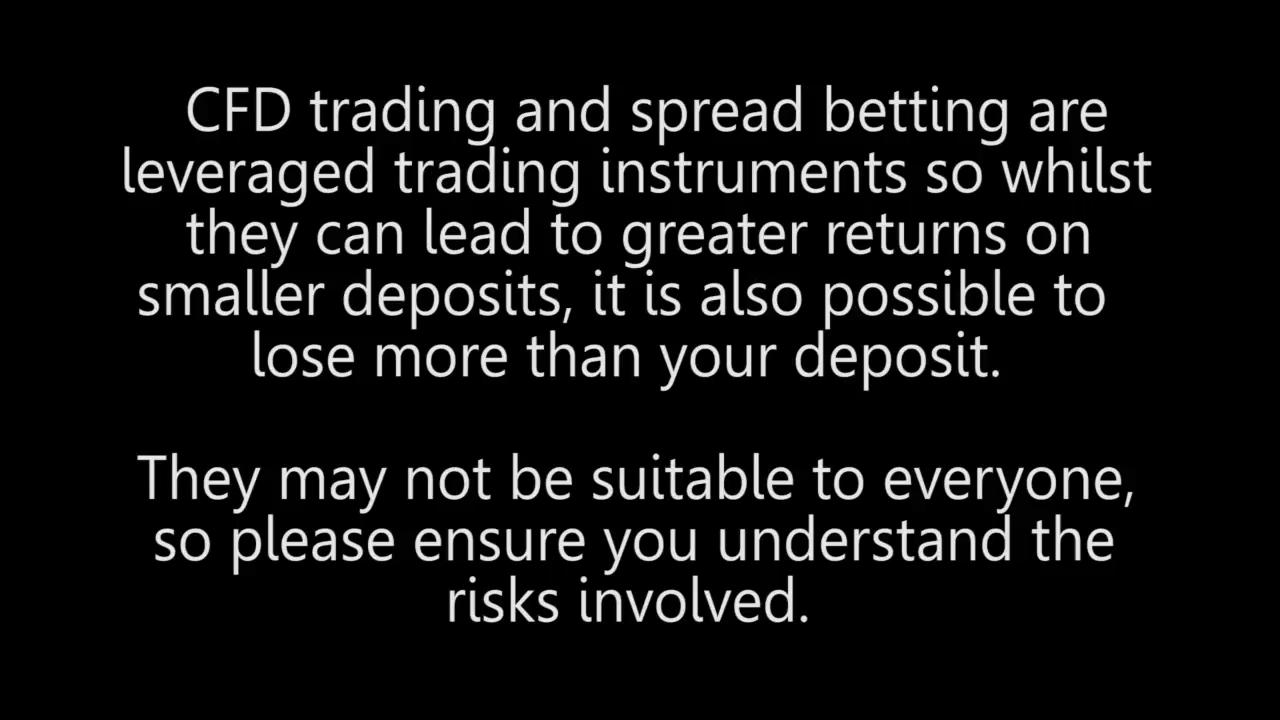 CFD trading and spread betting are
leveraged trading instruments so whilst
they can lead to greater returns on
smaller deposits, it is also possible to
lose more than your deposit.
They may not be suitable to everyone,
so please ensure you understand the
risks involved.